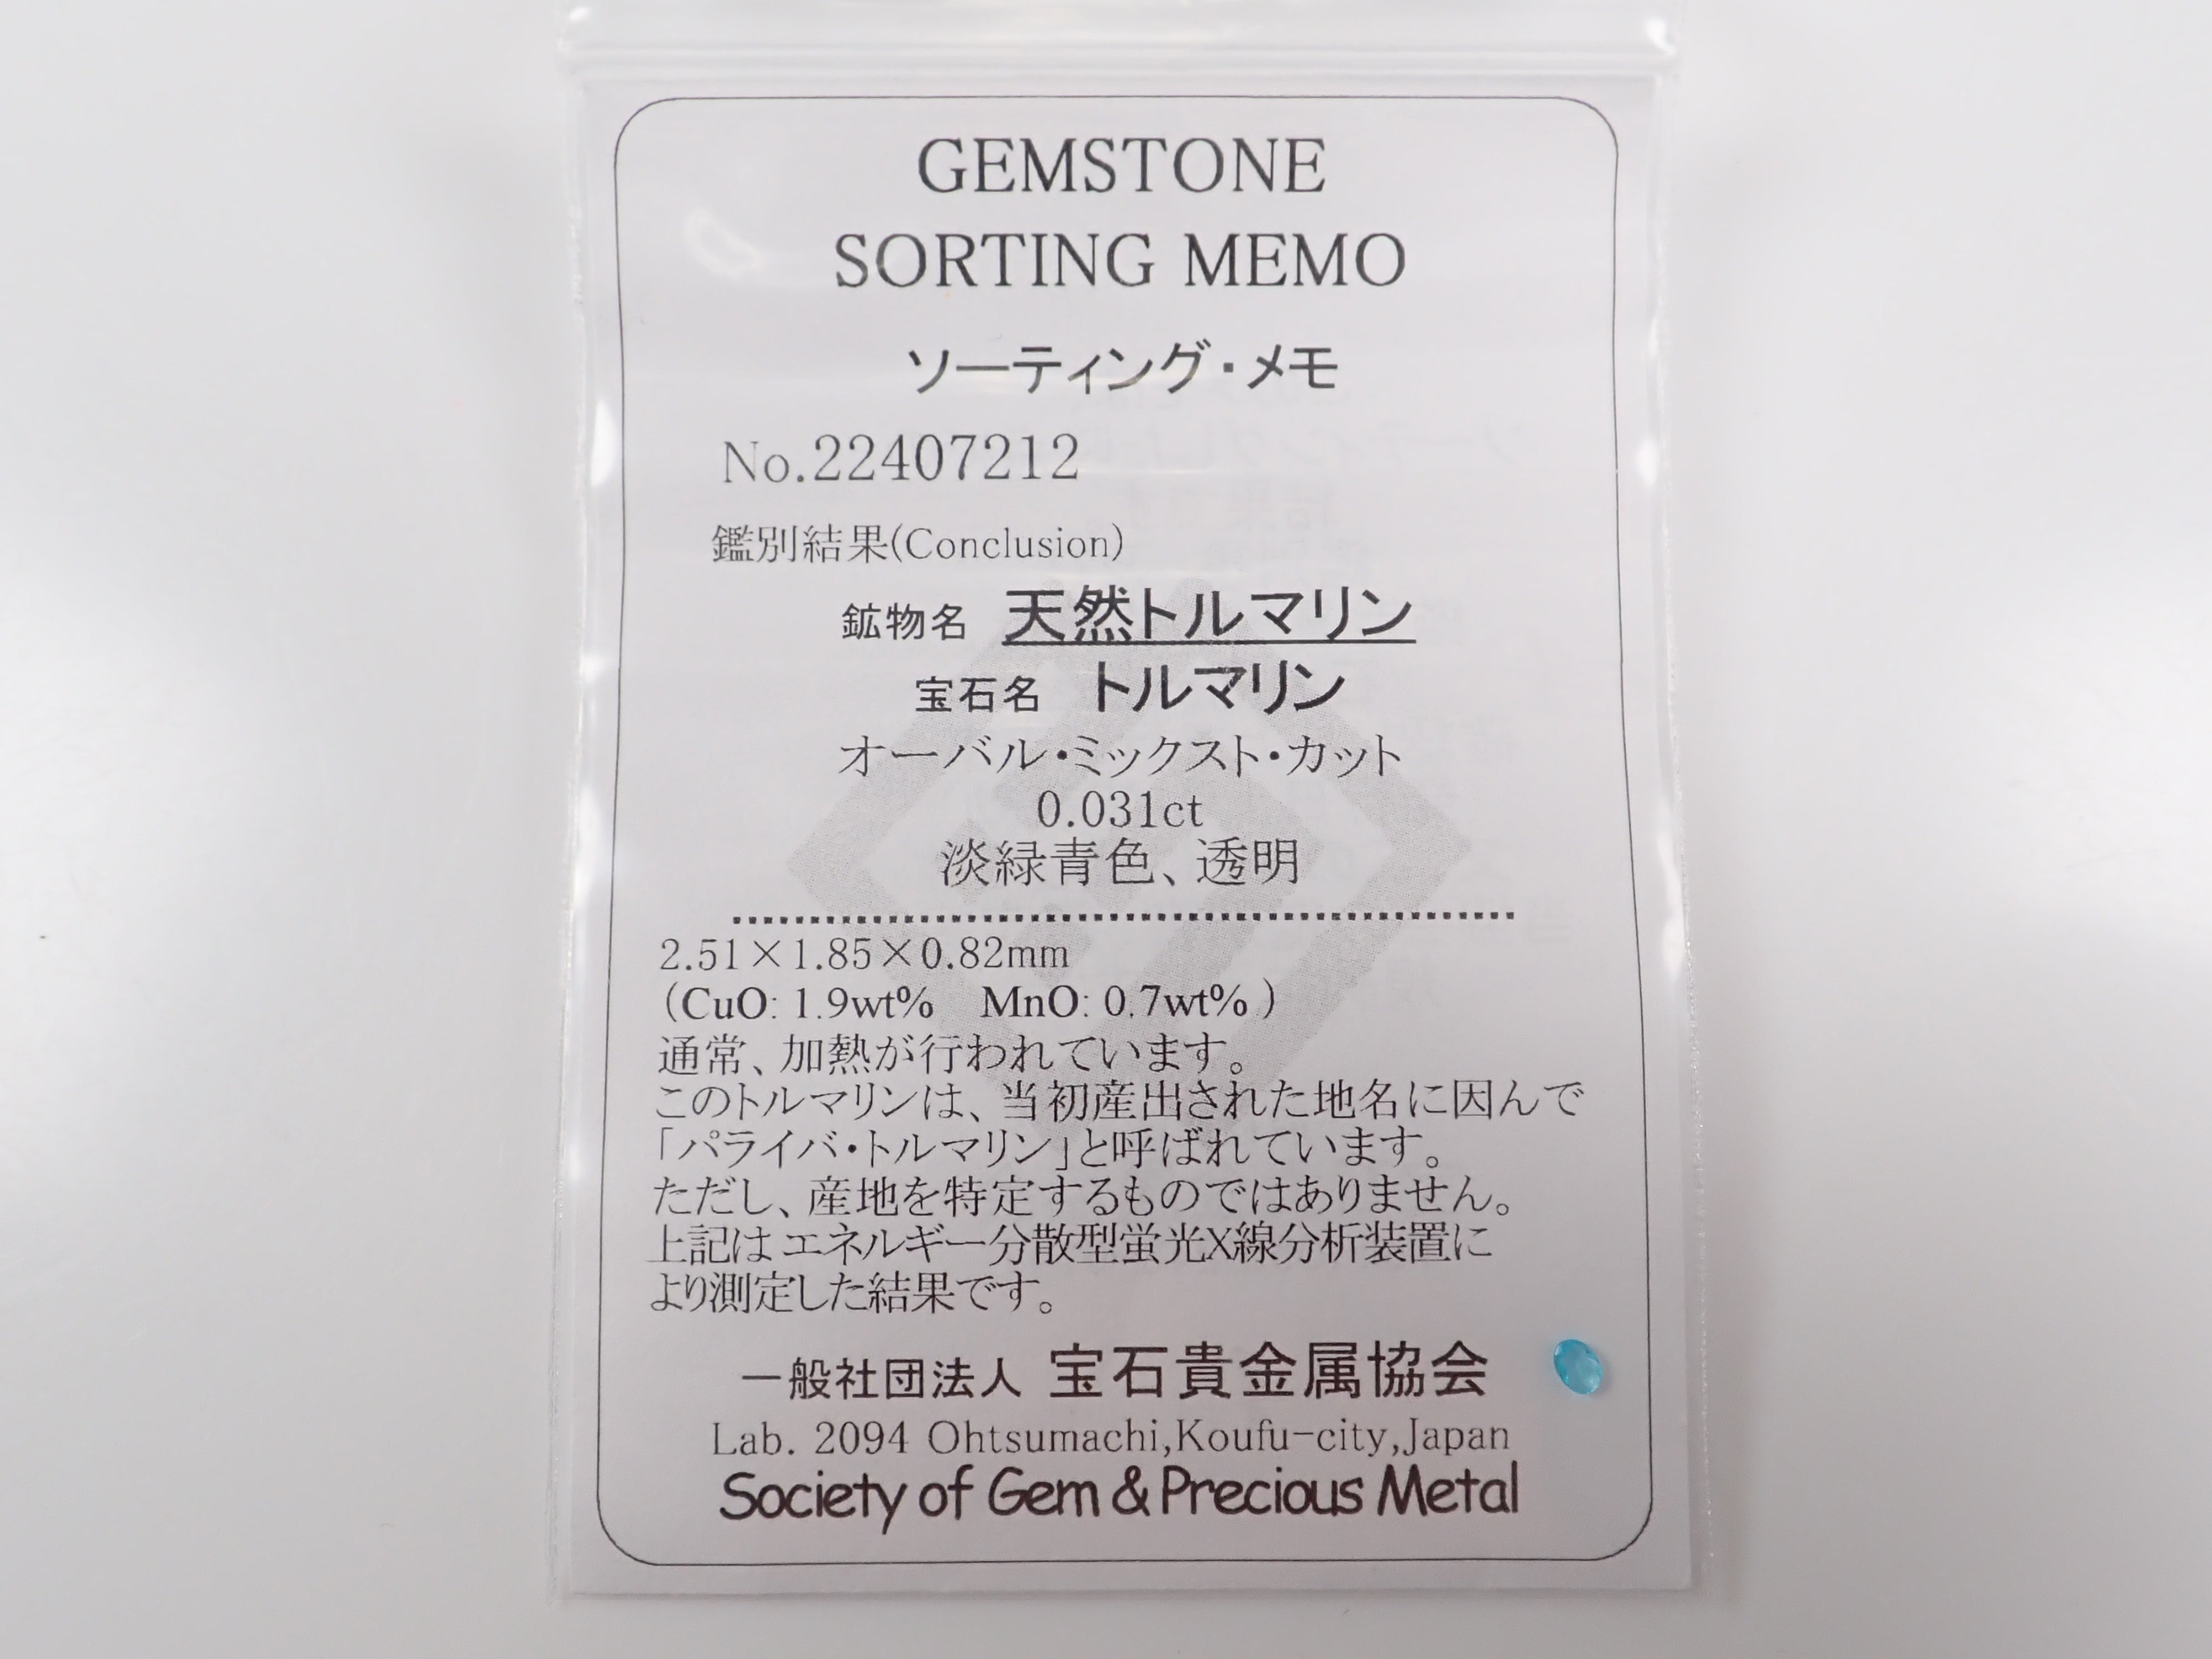 GEMSTONE
SORTING MEMO
ソーティング・メモ
No.22407212
鑑別結果(Conclusion)
鉱物名 天然トルマリン
宝石名 トルマリン
オーバル・ミックスト・カット
0.031ct
淡緑青色、透明
2.51×1.85×0.82mm
(CuO: 1.9wt% MnO: 0.7wt%)
通常、加熱が行われています。
このトルマリンは、当初産出された地名に因んで
「パライバ・トルマリン」と呼ばれています。
ただし、産地を特定するものではありません。
上記はエネルギー分散型蛍光X線分析装置に
より測定した結果です。
一般社団法人 宝石貴金属協会
Lab. 2094 Ohtsumachi,Koufu-city,Japan
Society of Gem & Precious Metal